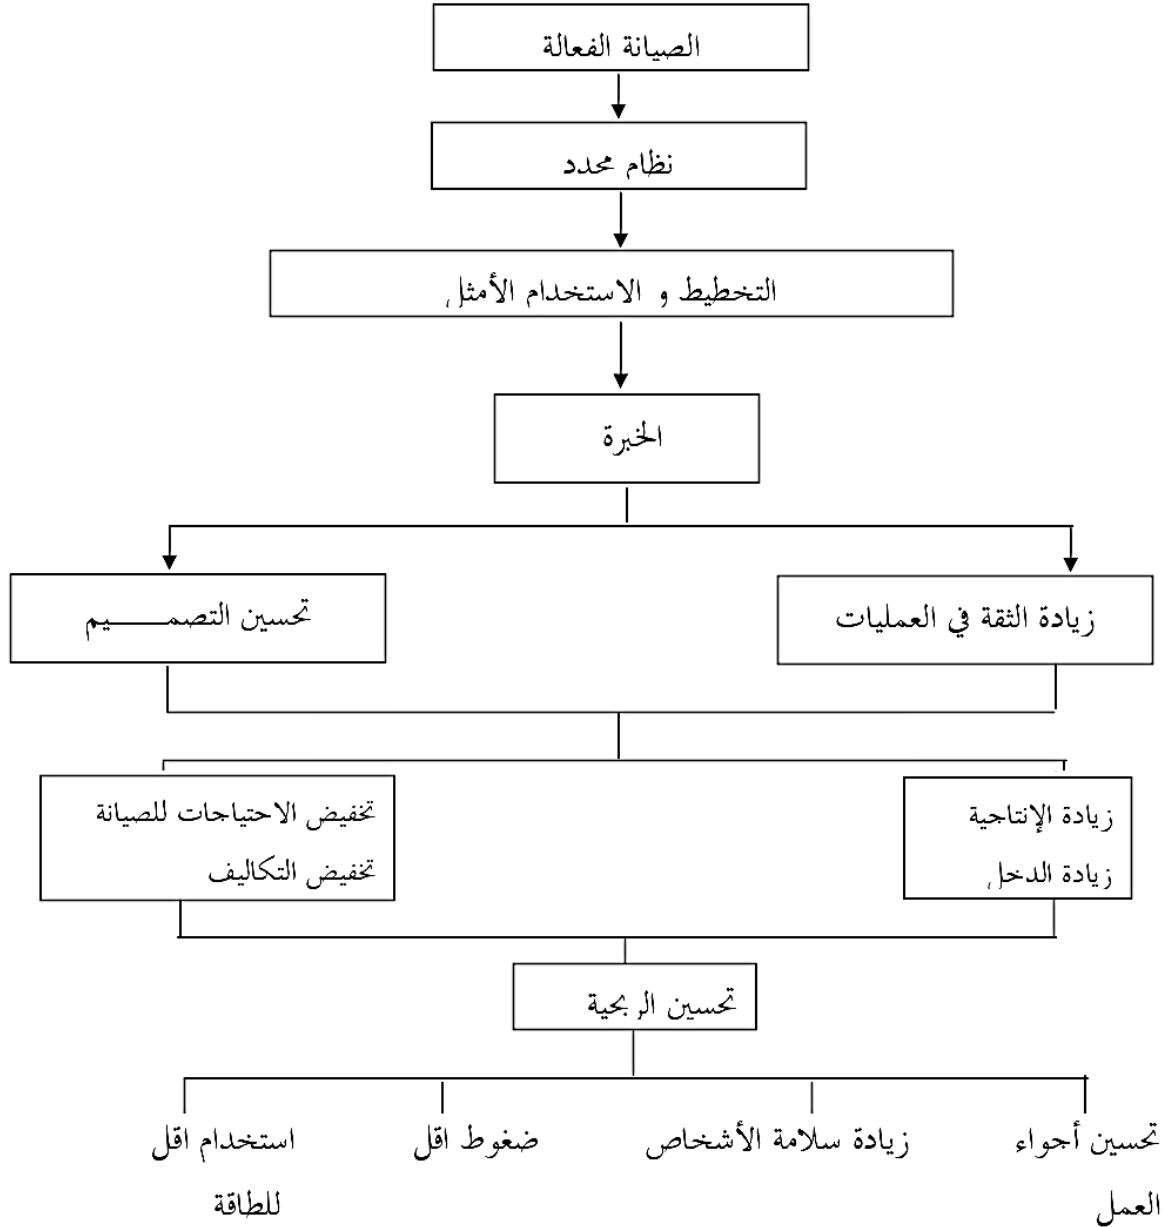 الصيانة الفعالة
نظام محدد
التخطيط و الاستخدام الأمثل
الخبرة
زيادة الثقة في العمليات
تحسين التصمـــــــيم
زيادة الإنتاجية
زيادة الدخل
تخفيض الاحتياجات للصيانة
تخفيض التكاليف
تحسين الربحية
تحسين أجواء
العمل
زيادة سلامة الأشخاص
ضغوط اقل
استخدام اقل
للطاقة